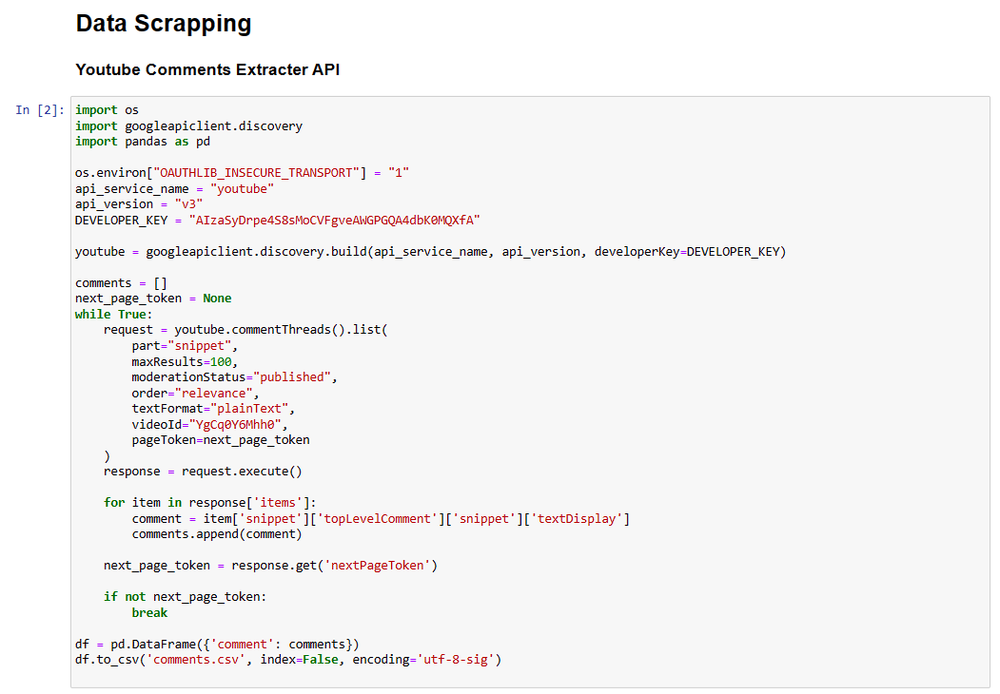 Data Scrapping
Youtube Comments Extracter API
In [2]:
import os
import googleapiclient.discovery
import pandas as pd
os.environ["OAUTHLIB_INSECURE_TRANSPORT"] = "1"
api_service_name = "youtube"
api_version = "v3"
DEVELOPER_KEY = "AIzaSyDrpe4S8sMoCVFgveAWGPGQA4dbK0MQXfA"
youtube = googleapiclient.discovery.build(api_service_name, api_version, developerKey=DEVELOPER_KEY)
comments = []
next_page_token = None
while True:
    request = youtube.commentThreads().list(
        part="snippet",
        maxResults=100,
        moderationStatus="published",
        order="relevance",
        textFormat="plainText",
        videoId="YgCq0Y6Mhh0",
        pageToken=next_page_token
    )
    response = request.execute()
    for item in response['items']:
        comment = item['snippet']['topLevelComment']['snippet']['textDisplay']
        comments.append(comment)
    next_page_token = response.get('nextPageToken')
    if not next_page_token:
        break
df = pd.DataFrame({'comment': comments})
df.to_csv('comments.csv', index=False, encoding='utf-8-sig')